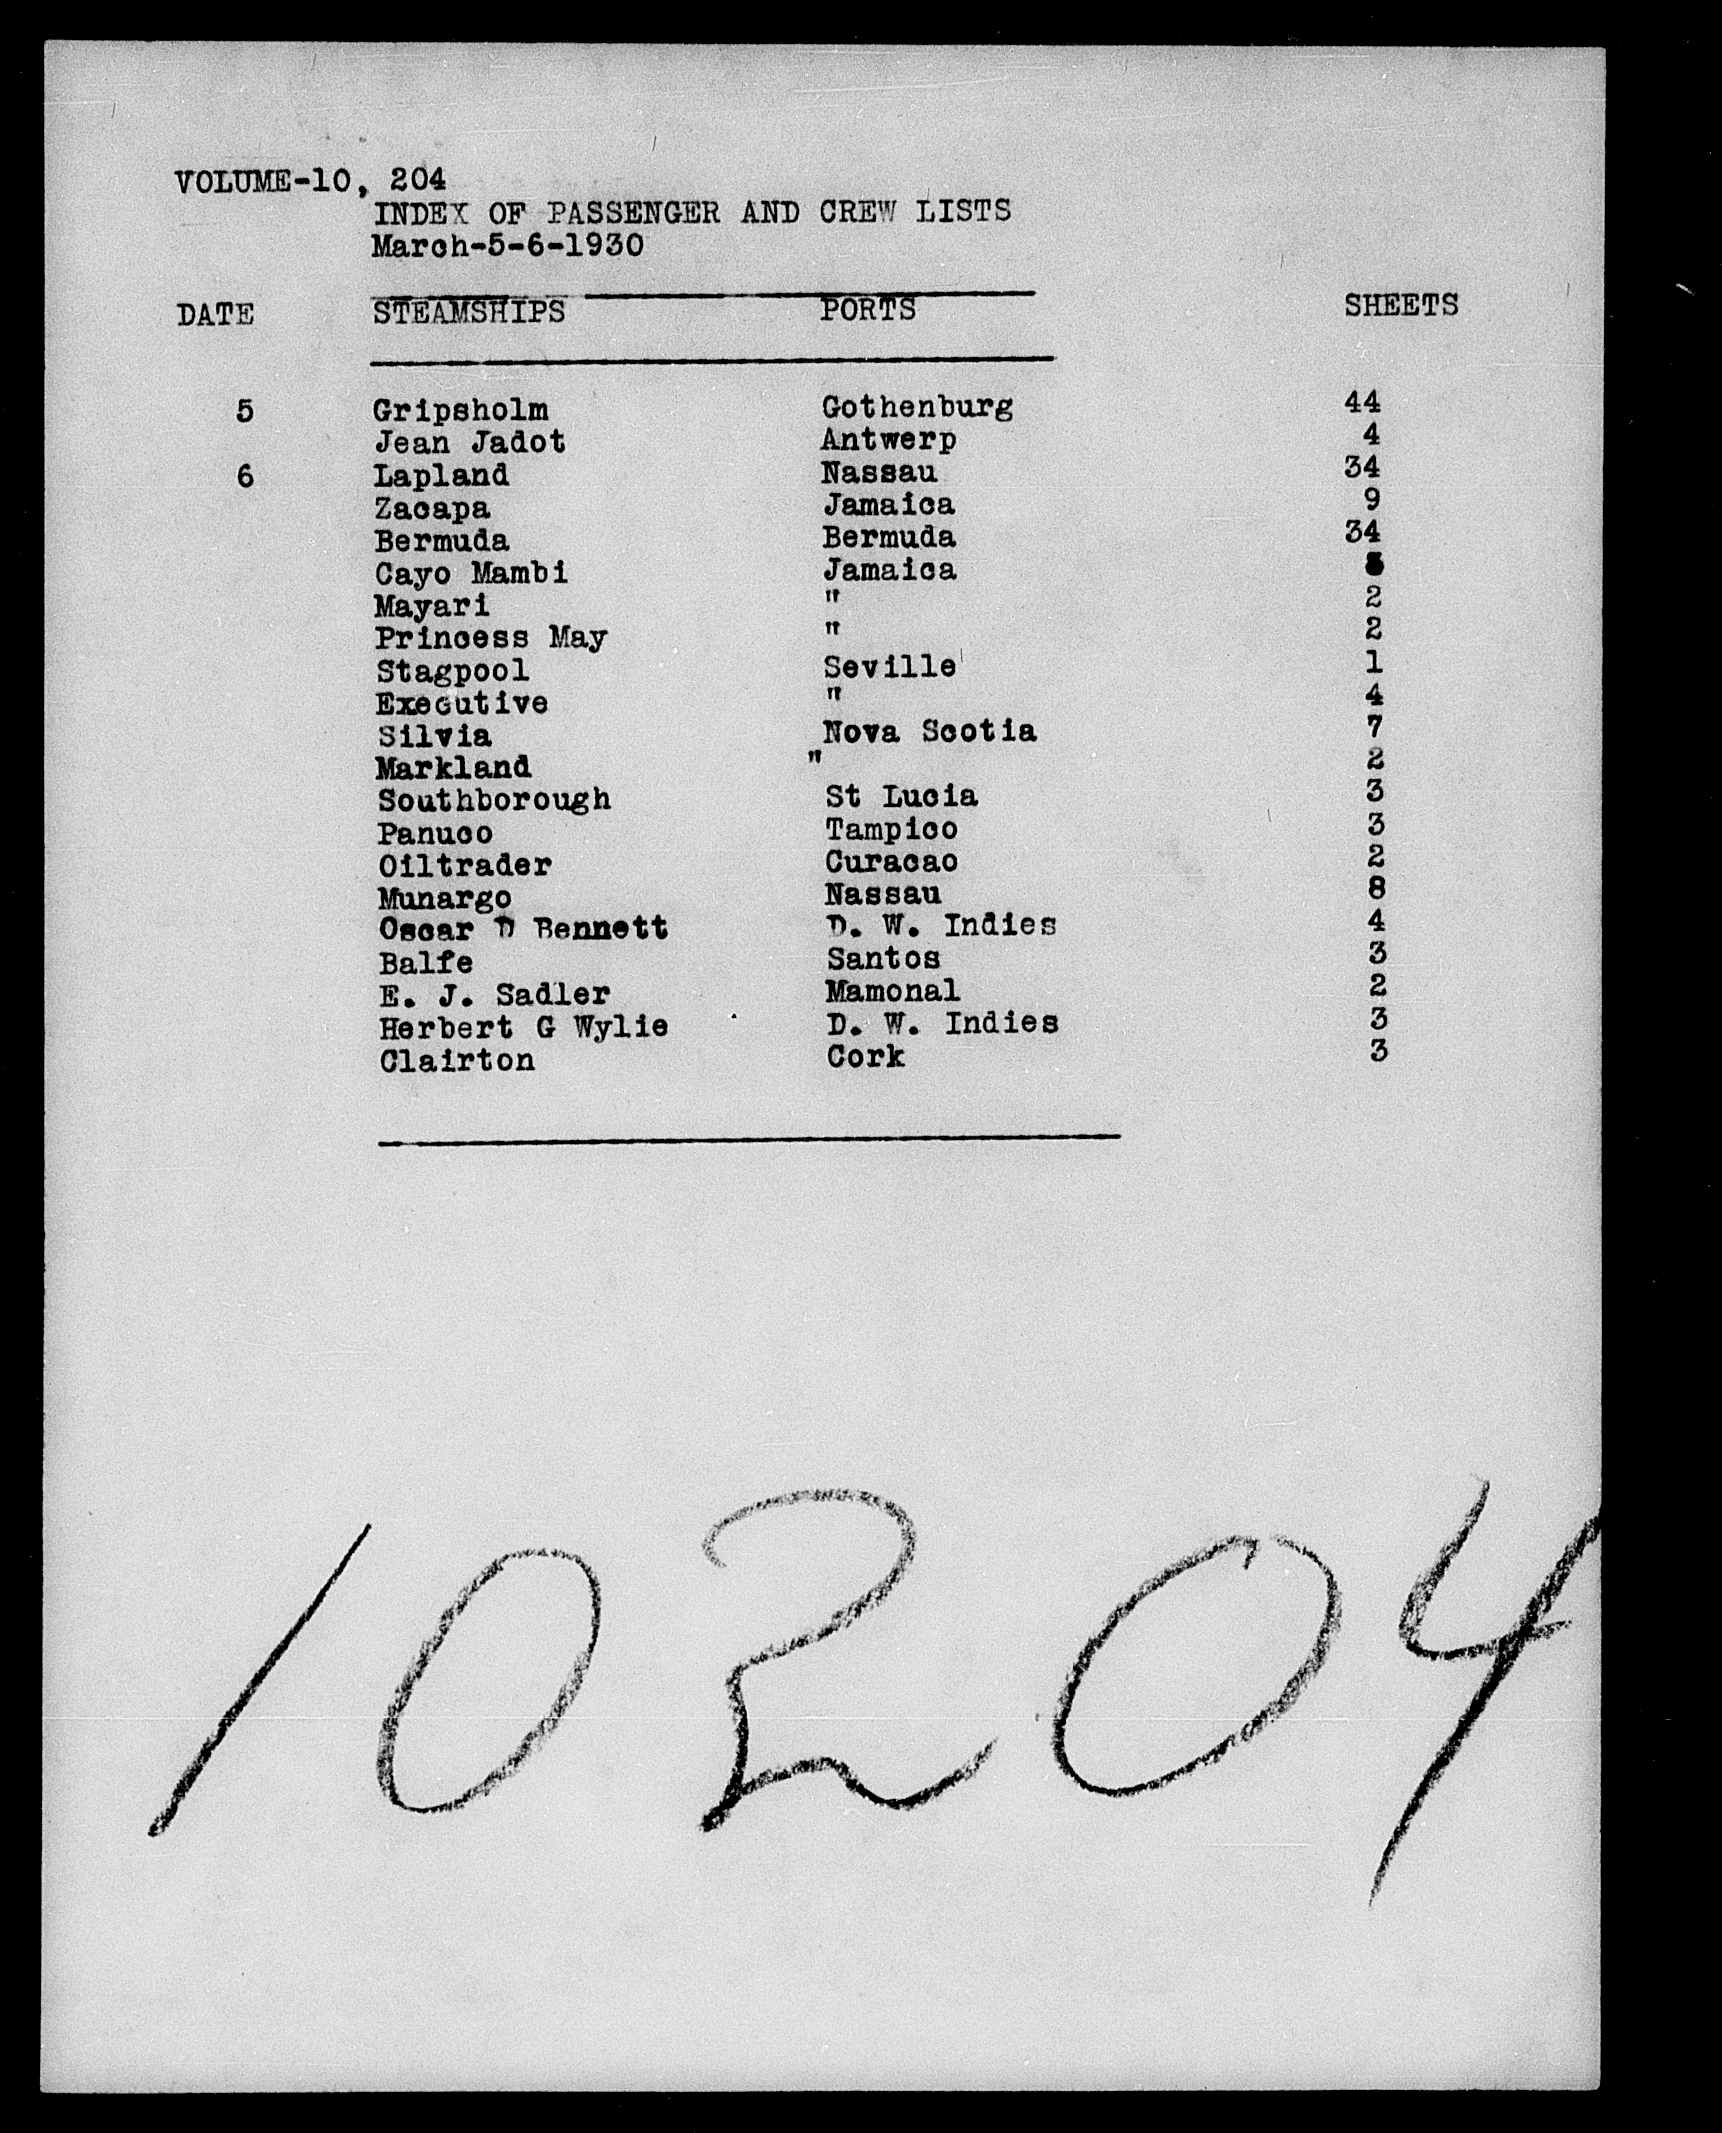 VOLUME-10, 204
INDEX OF PASSENGER AND CREW LISTS
March-5-6-1930
DATE STEAMSHIPS PORTS SHEETS
5 Gripsholm Gothenburg 44
Jean Jadot Antwerp 4
6 Lapland Nassau 34
Zacapa Jamaica 9
Bermuda Bermuda 34
Cayo Mambi Jamaica
Mayari " 2
Princess May " 2
Stagpool Seville 1
Executive " 4
Silvia Nova Scotia 7
Markland " 2
Southborough St Lucia 3
Panuco Tampico 3
Oiltrader Curacao 2
Munargo Nassau 8
Oscar D Bennett D. W. Indies 4
Balfe Santos 3
E. J. Sadler Mamonal 2
Herbert G Wylie D. W. Indies 3
Clairton Cork 3
10204